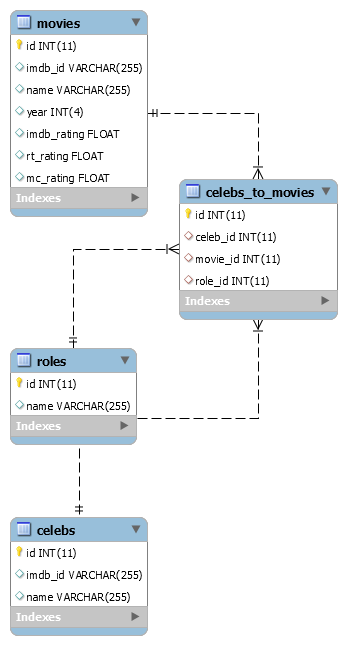 movies
id INT(11)
imdb_id VARCHAR(255)
name VARCHAR(255)
year INT(4)
imdb_rating FLOAT
rt_rating FLOAT
mc_rating FLOAT
Indexes
celebs_to_movies
id INT(11)
celeb_id INT(11)
movie_id INT(11)
role_id INT(11)
Indexes
roles
id INT(11)
name VARCHAR(255)
Indexes
celebs
id INT(11)
imdb_id VARCHAR(255)
name VARCHAR(255)
Indexes